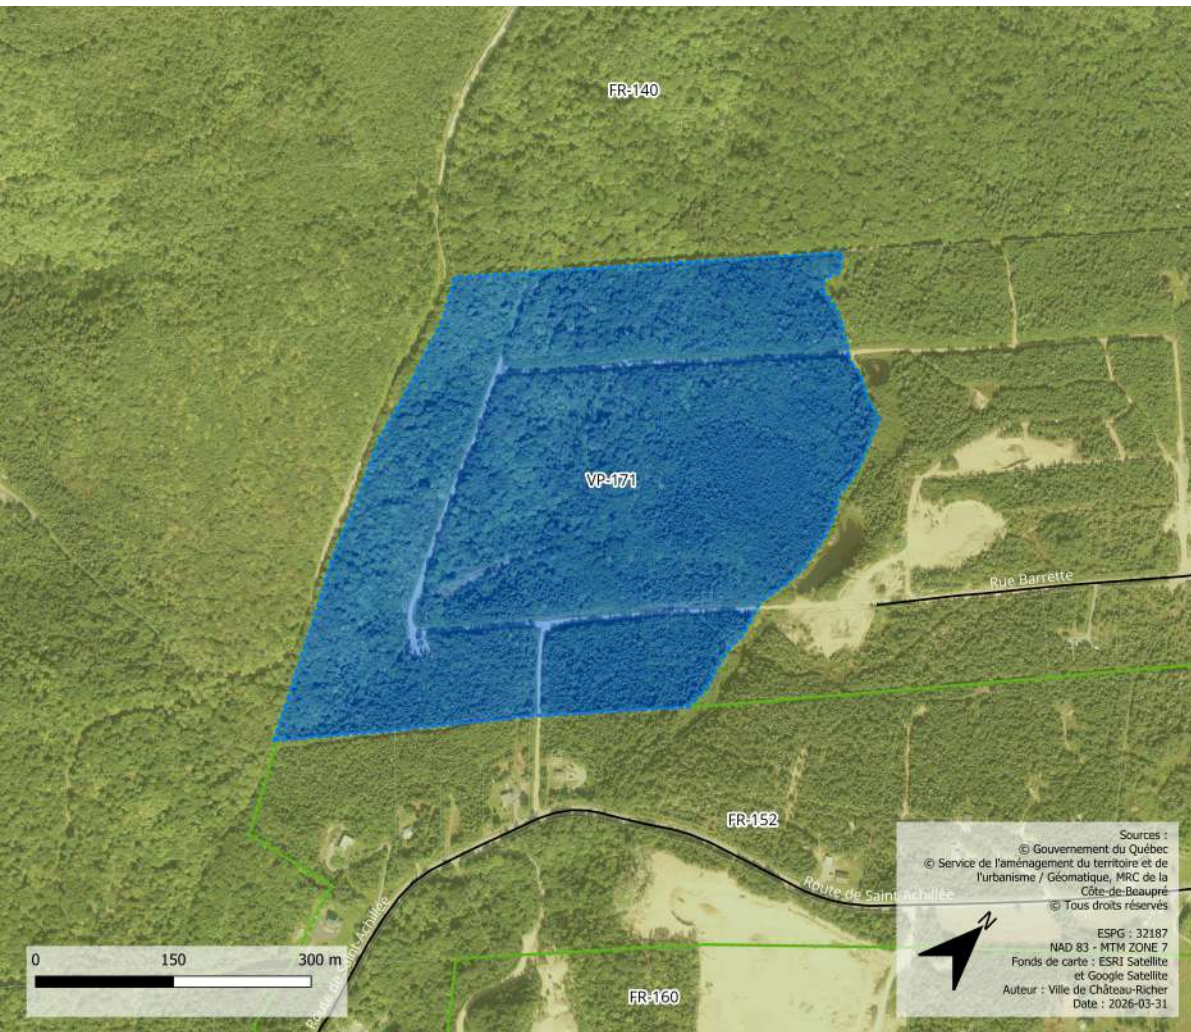 FR-140
VP-171
Rue Barrette
FR-152
Route de Saint Achillée
Route de Saint-Achillée
FR-160
0 150 300 m
Sources :
© Gouvernement du Québec
© Service de l'aménagement du territoire et de
l'urbanisme / Géomatique, MRC de la
Côte-de-Beaupré
© Tous droits réservés
N
ESPG : 32187
NAD 83 - MTM ZONE 7
Fonds de carte : ESRI Satellite
et Google Satellite
Auteur : Ville de Château-Richer
Date : 2026-03-31